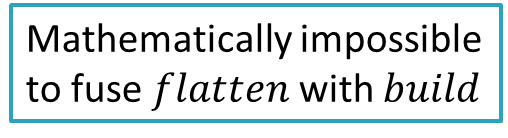 Mathematically impossible
to fuse flatten with build